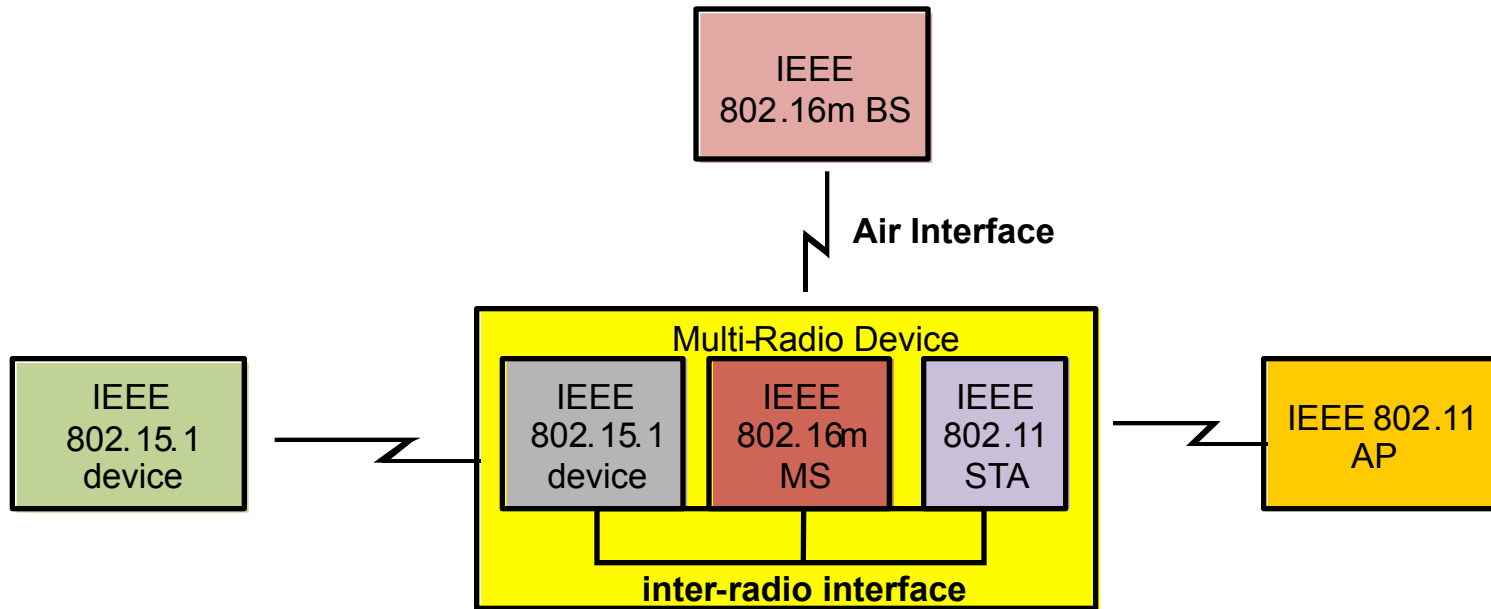 IEEE
802.16m BS
Air Interface
Multi-Radio Device
IEEE
802.15.1
device
IEEE
802.15.1
device
IEEE
802.16m
MS
IEEE
802.11
STA
IEEE 802.11
AP
inter-radio interface